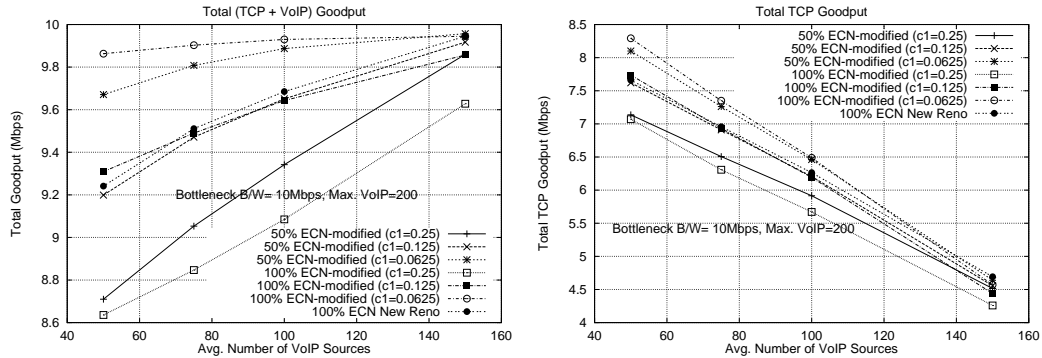 Total (TCP + VoIP) Goodput
Total Goodput (Mbps)
10
9.8
9.6
9.4
9.2
9
8.8
8.6
Bottleneck B/W= 10Mbps, Max. VoIP=200
50% ECN-modified (c1=0.25)
50% ECN-modified (c1=0.125)
50% ECN-modified (c1=0.0625)
100% ECN-modified (c1=0.25)
100% ECN-modified (c1=0.125)
100% ECN-modified (c1=0.0625)
100% ECN New Reno
40 60 80 100 120 140 160
Avg. Number of VoIP Sources
Total TCP Goodput
Total TCP Goodput (Mbps)
8.5
8
7.5
7
6.5
6
5.5
5
4.5
4
50% ECN-modified (c1=0.25)
50% ECN-modified (c1=0.125)
50% ECN-modified (c1=0.0625)
100% ECN-modified (c1=0.25)
100% ECN-modified (c1=0.125)
100% ECN-modified (c1=0.0625)
100% ECN New Reno
Bottleneck B/W= 10Mbps, Max. VoIP=200
40 60 80 100 120 140 160
Avg. Number of VoIP Sources